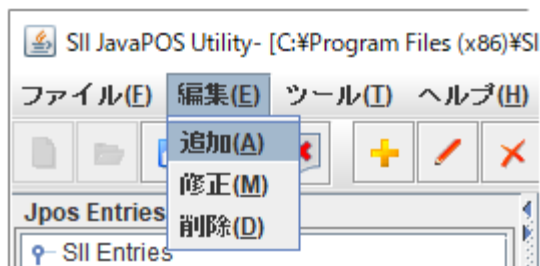 SII JavaPOS Utility- [C:¥Program Files (x86)¥SI
ファイル(F) 編集(E) ツール(T) ヘルプ(H)
追加(A)
修正(M)
削除(D)
Jpos Entries
SII Entries